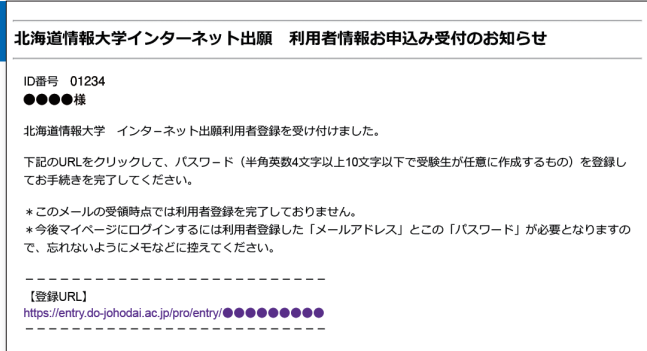 北海道情報大学インターネット出願　利用者情報お申込み受付のお知らせ
ID番号　01234
●●●●様
北海道情報大学　インターネット出願利用者登録を受け付けました。
下記のURLをクリックして、パスワード（半角英数4文字以上10文字以下で受験生が任意に作成するもの）を登録し
てお手続きを完了してください。
＊このメールの受領時点では利用者登録を完了しておりません。
＊今後マイページにログインするには利用者登録した「メールアドレス」とこの「パスワード」が必要となりますの
で、忘れないようにメモなどに控えてください。
－－－－－－－－－－－－－－－－－－－－－－－－－
【登録URL】
https://entry.do-johodai.ac.jp/pro/entry/●●●●●●●●●
－－－－－－－－－－－－－－－－－－－－－－－－－